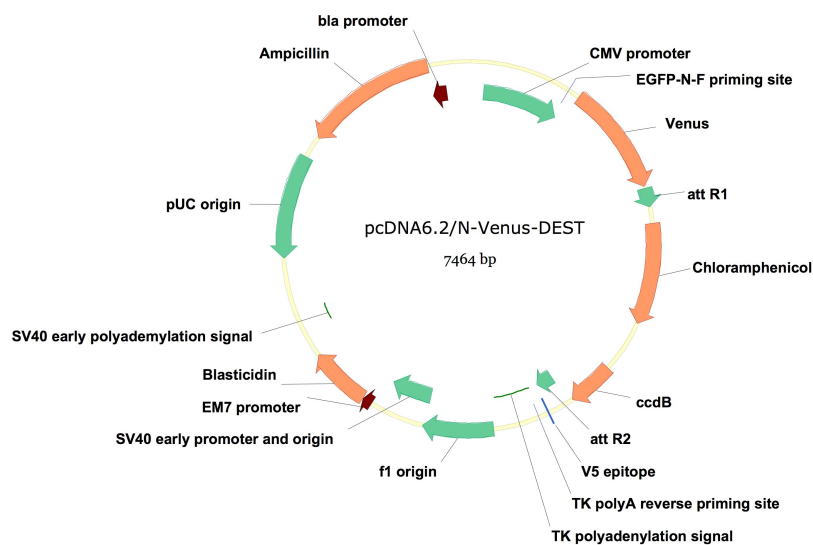 bla promoter
Ampicillin
CMV promoter
EGFP-N-F priming site
Venus
att R1
pUC origin
pcDNA6.2/N-Venus-DEST
7464 bp
Chloramphenicol
SV40 early polyademylation signal
Blasticidin
ccdB
EM7 promoter
SV40 early promoter and origin
att R2
f1 origin
V5 epitope
TK polyA reverse priming site
TK polyadenylation signal